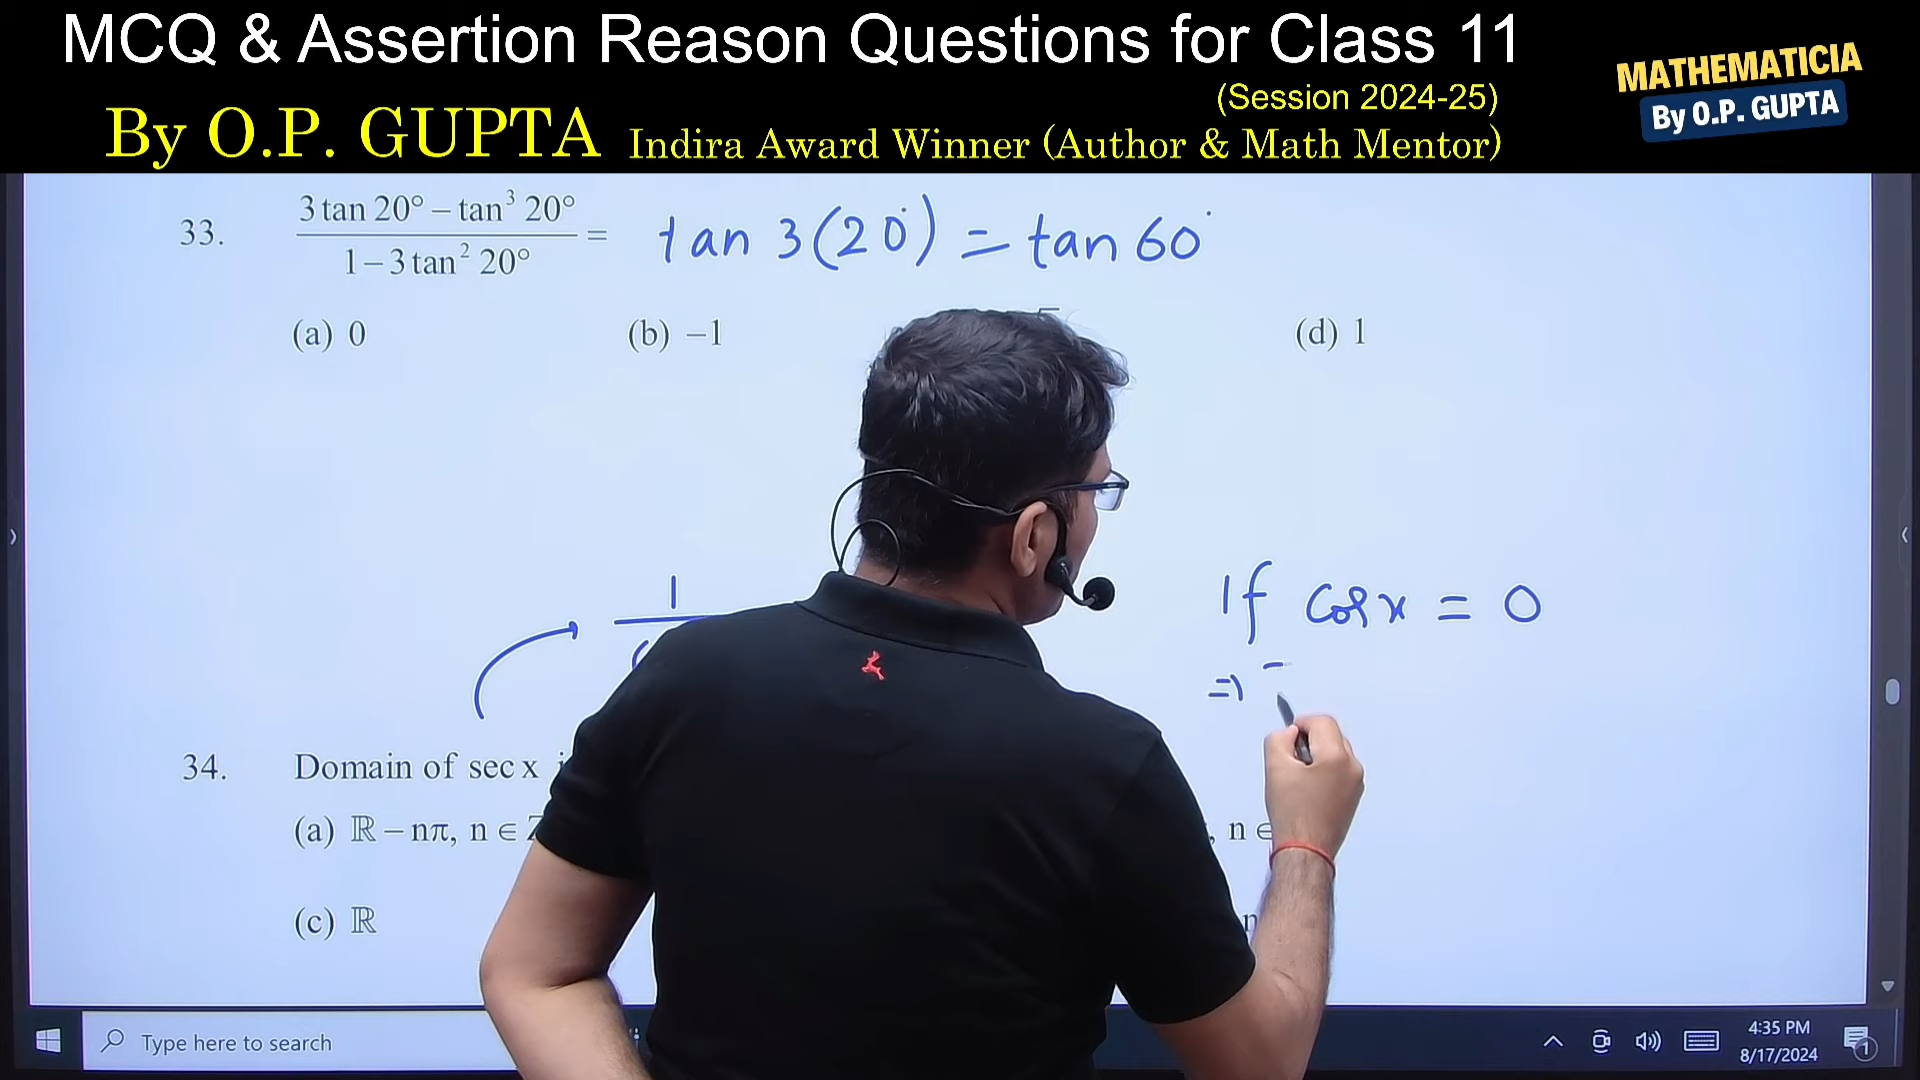 MCQ & Assertion Reason Questions for Class 11
(Session 2024-25)
By O.P. GUPTA Indira Award Winner (Author & Math Mentor)
MATHEMATICIA
By O.P. GUPTA
33. (3 tan 20° – tan³ 20°) / (1 – 3 tan² 20°) = tan 3(20°) = tan 60°
(a) 0 (b) –1 (d) 1
1
If cos x = 0
⇒
34. Domain of sec x
(a) ℝ – nπ, n ∈ , n ∈
(c) ℝ
Type here to search
4:35 PM
8/17/2024
1